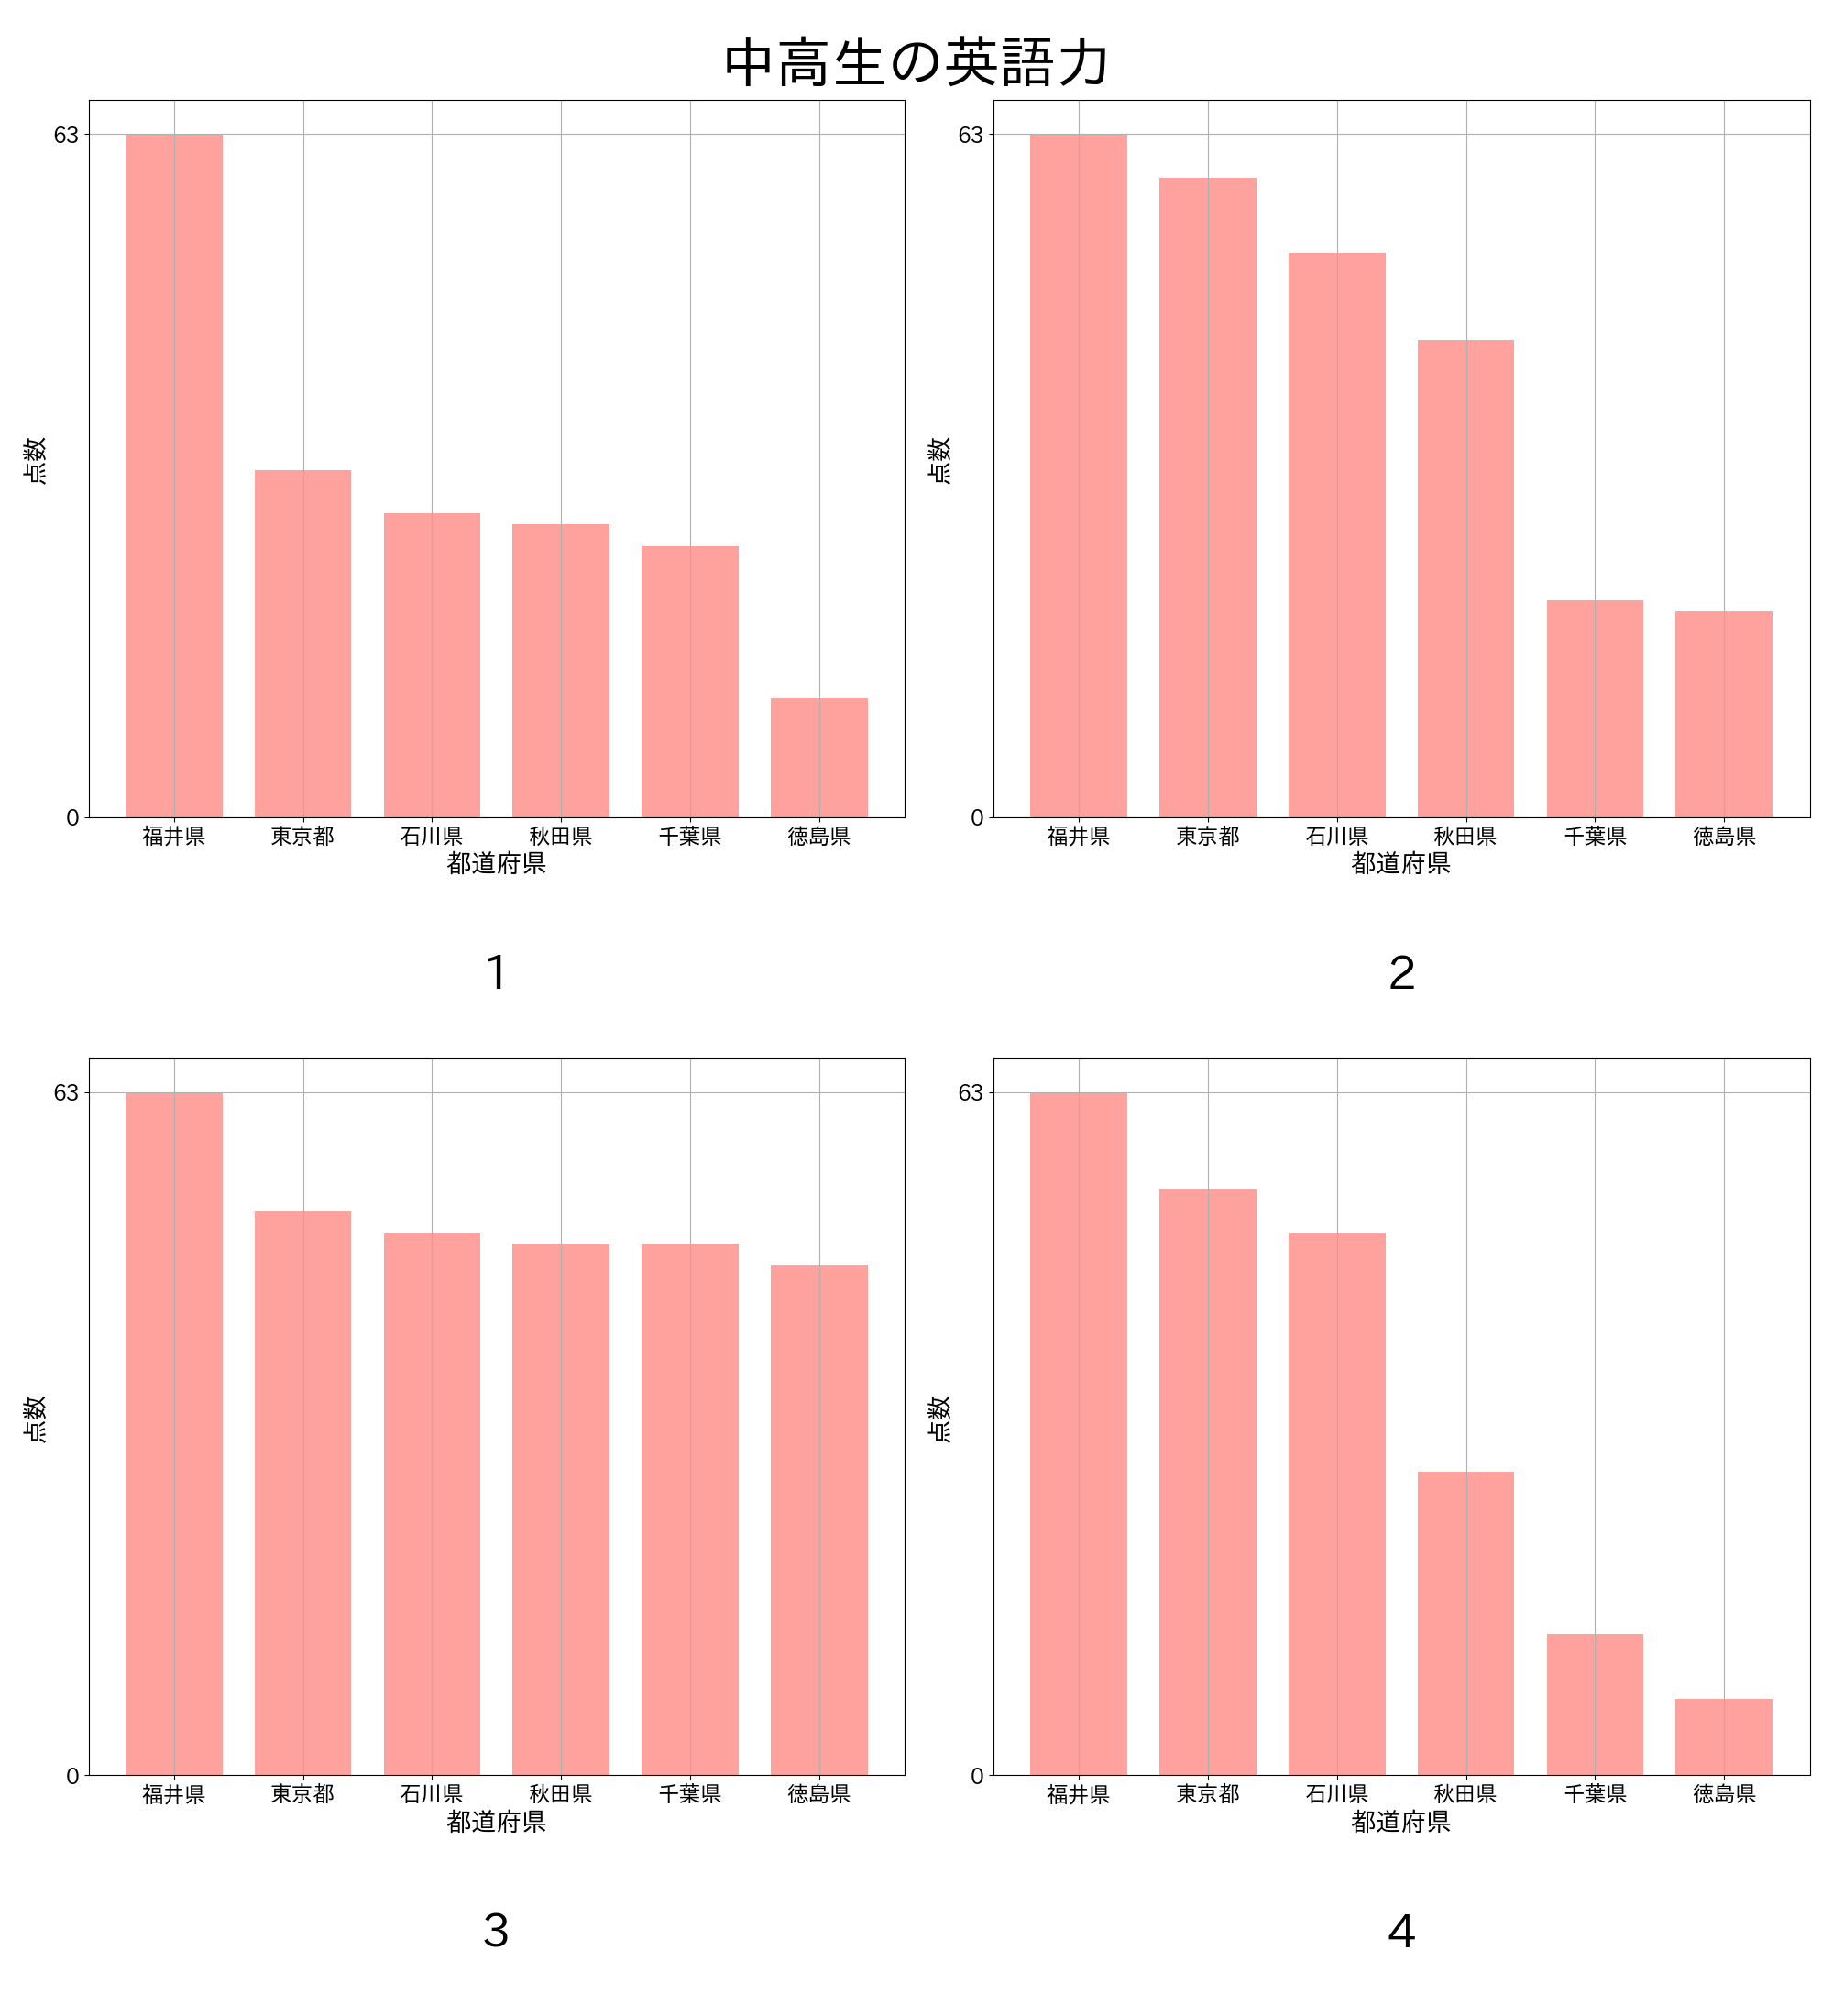 中高生の英語力
63
点数
0
福井県 東京都 石川県 秋田県 千葉県 徳島県
都道府県
1
63
点数
0
福井県 東京都 石川県 秋田県 千葉県 徳島県
都道府県
2
63
点数
0
福井県 東京都 石川県 秋田県 千葉県 徳島県
都道府県
3
63
点数
0
福井県 東京都 石川県 秋田県 千葉県 徳島県
都道府県
4